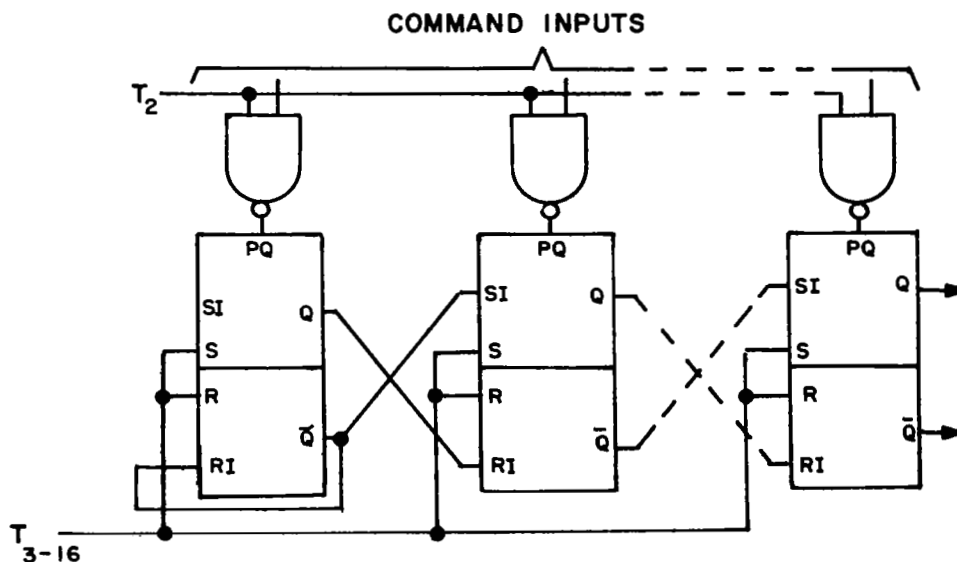 COMMAND INPUTS
T2
PQ PQ PQ
SI Q SI Q SI Q
S S S
R R R
Q̄ Q̄ Q̄
RI RI RI
T3-16